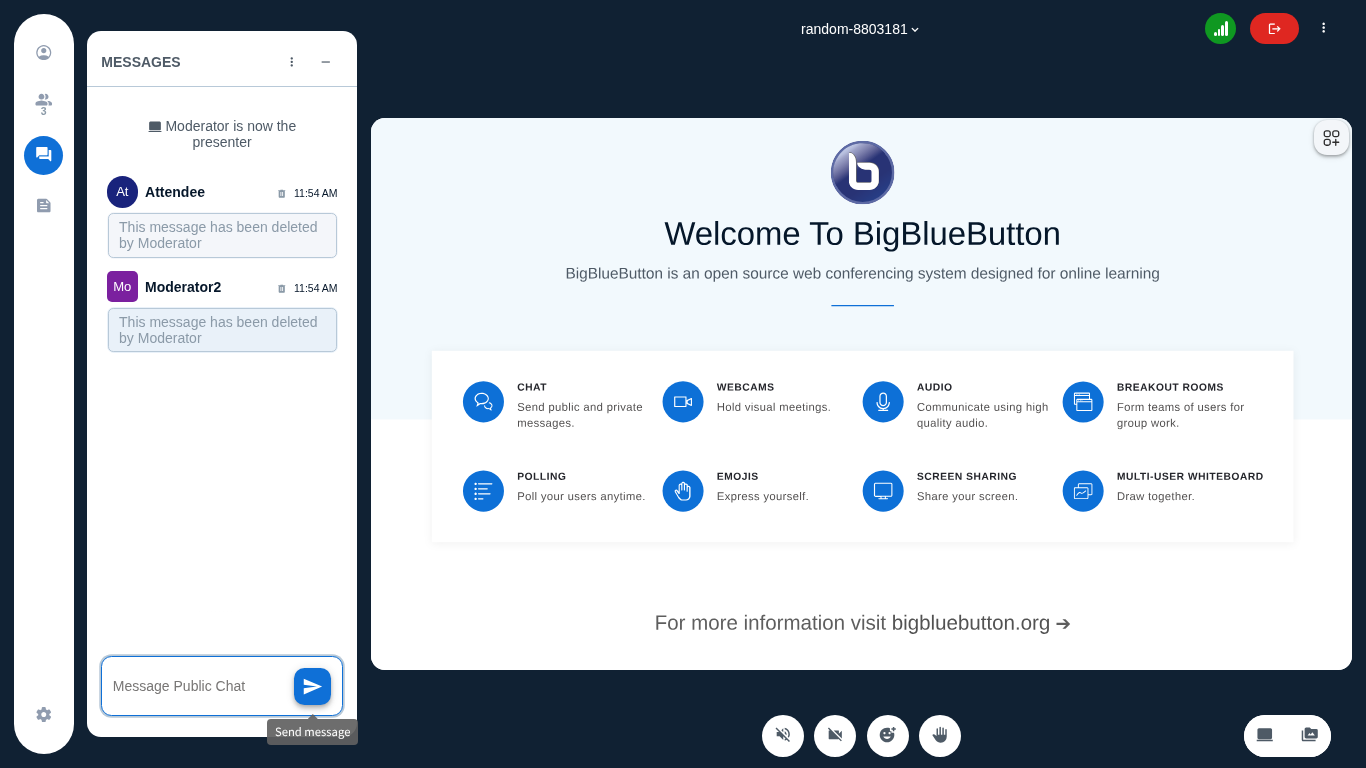 random-8803181
3
MESSAGES
Moderator is now the
presenter
At Attendee 11:54 AM
This message has been deleted
by Moderator
Mo Moderator2 11:54 AM
This message has been deleted
by Moderator
Message Public Chat
Send message
Welcome To BigBlueButton
BigBlueButton is an open source web conferencing system designed for online learning
CHAT
Send public and private
messages.
WEBCAMS
Hold visual meetings.
AUDIO
Communicate using high
quality audio.
BREAKOUT ROOMS
Form teams of users for
group work.
POLLING
Poll your users anytime.
EMOJIS
Express yourself.
SCREEN SHARING
Share your screen.
MULTI-USER WHITEBOARD
Draw together.
For more information visit bigbluebutton.org ➔